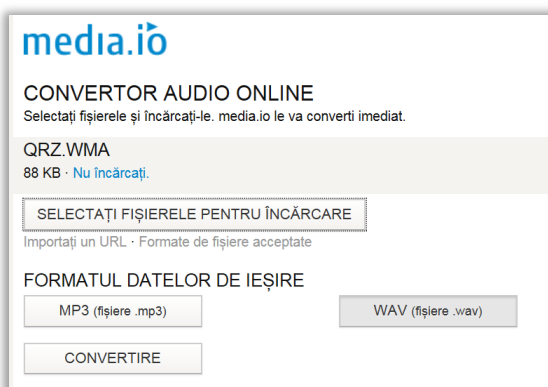 media.io
CONVERTOR AUDIO ONLINE
Selectați fișierele și încărcați-le. media.io le va converti imediat.
QRZ.WMA
88 KB · Nu încărcați.
SELECTAȚI FIȘIERELE PENTRU ÎNCĂRCARE
Importați un URL · Formate de fișiere acceptate
FORMATUL DATELOR DE IEȘIRE
MP3 (fișiere .mp3) WAV (fișiere .wav)
CONVERTIRE